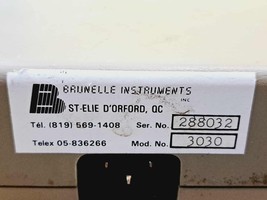 BRUNELLE INSTRUMENTS INC
ST-ELIE D'ORFORD, QC
Tél. (819) 569-1408 Ser. No. 288032
Telex 05-836266 Mod. No. 3030